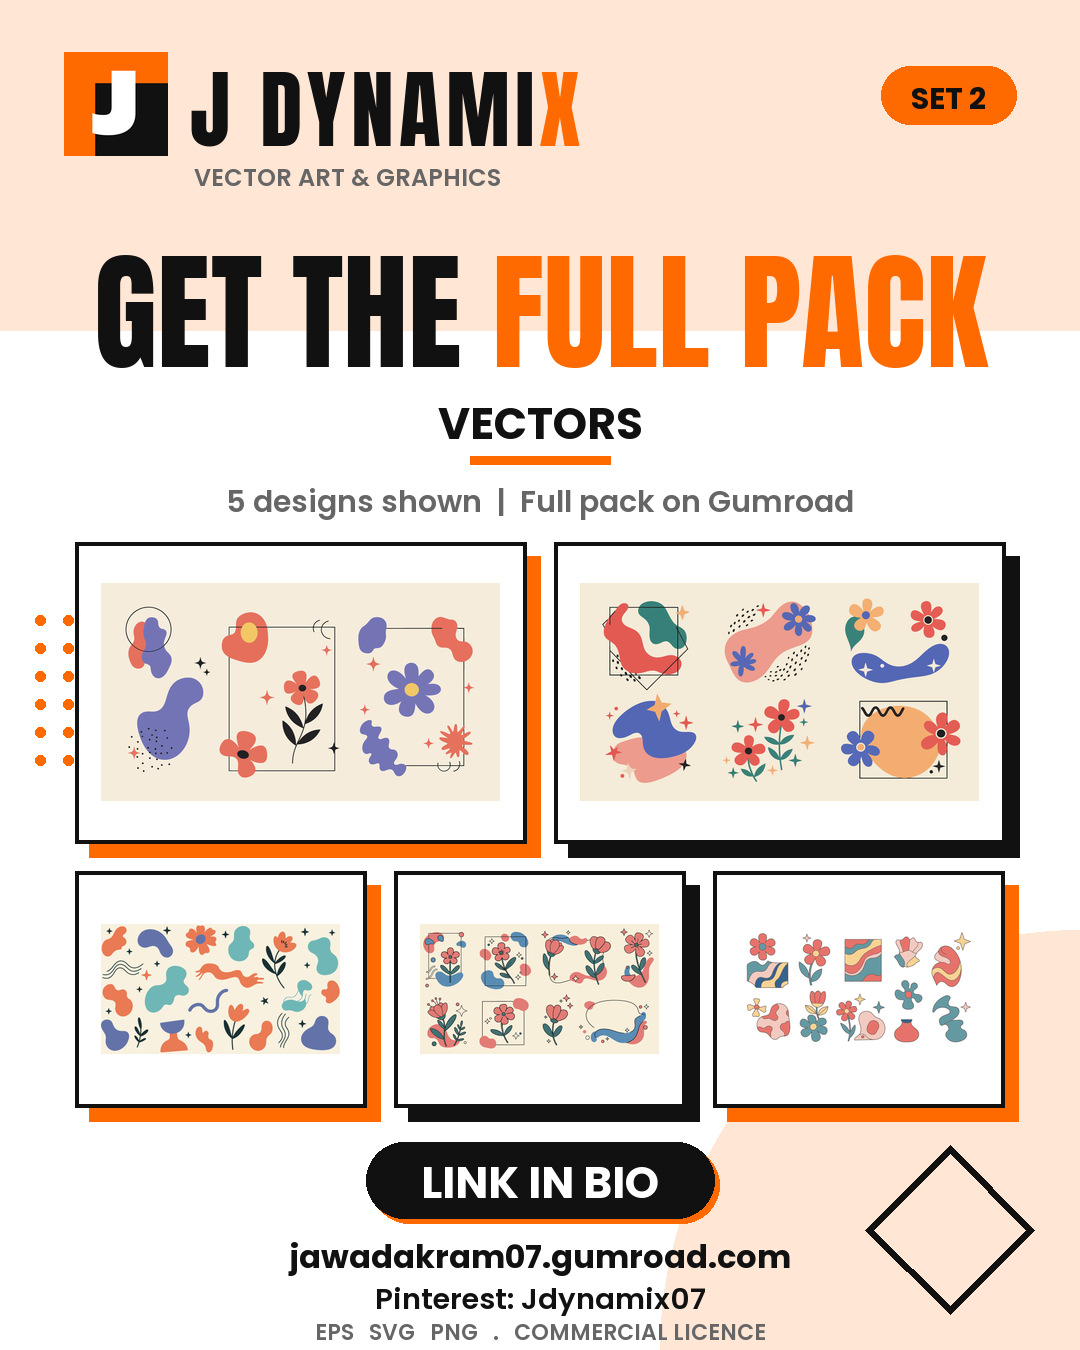 J
J DYNAMIX
VECTOR ART & GRAPHICS
SET 2
GET THE FULL PACK
VECTORS
5 designs shown | Full pack on Gumroad
LINK IN BIO
jawadakram07.gumroad.com
Pinterest: Jdynamix07
EPS SVG PNG . COMMERCIAL LICENCE